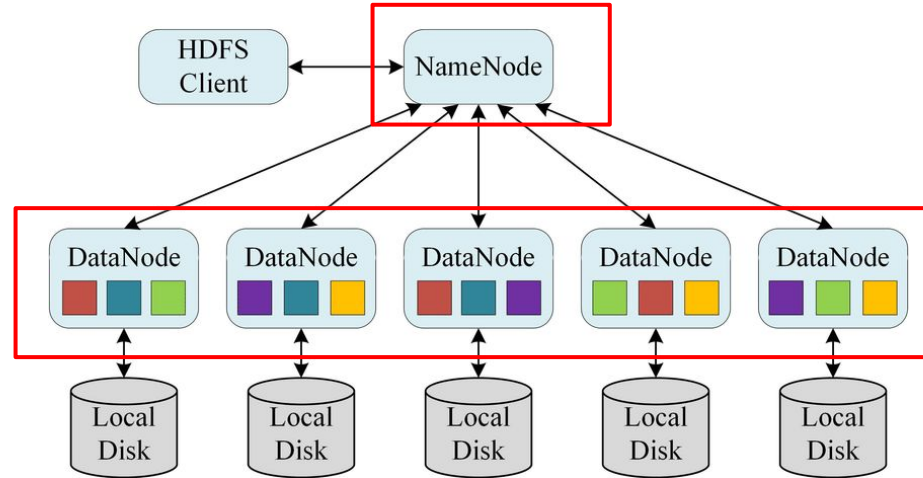 HDFS
Client
NameNode
DataNode
DataNode
DataNode
DataNode
DataNode
Local
Disk
Local
Disk
Local
Disk
Local
Disk
Local
Disk